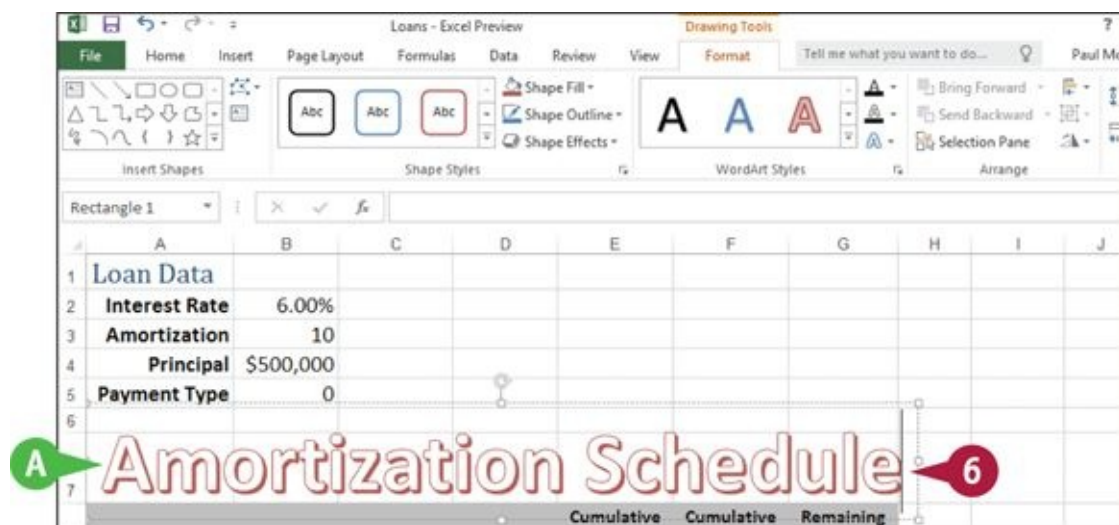 Loans - Excel Preview Drawing Tools ?
File Home Insert Page Layout Formulas Data Review View Format Tell me what you want to do... Paul Mc
Abc Abc Abc Shape Fill A A A A Bring Forward
Shape Outline A Send Backward
Shape Effects A Selection Pane
Insert Shapes Shape Styles WordArt Styles Arrange
Rectangle 1 fx
A B C D E F G H I J
1 Loan Data
2 Interest Rate 6.00%
3 Amortization 10
4 Principal $500,000
5 Payment Type 0
6
A Amortization Schedule 6
7
Cumulative Cumulative Remaining